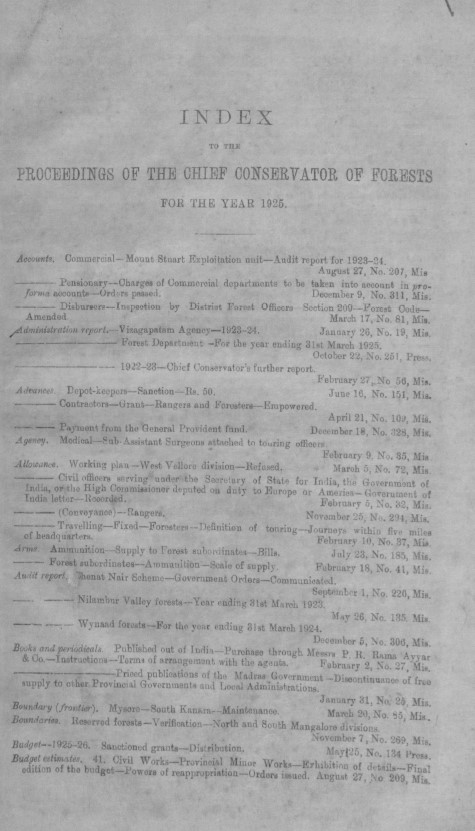 INDEX
TO THE
PROCEEDINGS OF THE CHIEF CONSERVATOR OF FORESTS
FOR THE YEAR 1925.
Accounts. Commercial—Mount Stuart Exploitation unit—Audit report for 1923-24.
August 27, No. 207, Mis
——— Pensionary—Charges of Commercial departments to be taken into account in pro-
forma accounts—Orders passed. December 9, No. 311, Mis.
——— Disbursers—Inspection by District Forest Officers Section 209—Forest Code—
Amended. March 17, No. 81, Mis.
Administration report.—Vizagapatam Agency—1923-24. January 26, No. 19, Mis.
——— Forest Department—For the year ending 31st March 1925.
October 22, No. 251, Press.
——— 1922-23—Chief Conservator's further report.
February 27, No 56, Mis.
Advances. Depot-keepers—Sanction—Rs. 50. June 16, No. 151, Mis.
——— Contractors—Grant—Rangers and Foresters—Empowered.
April 21, No. 109, Mis.
——— Payment from the General Provident fund. December 18, No. 328, Mis.
Agency. Medical—Sub-Assistant Surgeons attached to touring officers.
February 9, No. 35, Mis
Allowance. Working plan—West Vellore division—Refused. March 5, No. 72, Mis.
——— Civil officers serving under the Secretary of State for India, the Government of
India, or the High Commissioner deputed on duty to Europe or America—Government of
India letter—Recorded. February 5, No. 32, Mis.
——— (Conveyance)—Rangers. November 25, No. 294, Mis.
——— Travelling—Fixed—Foresters—Definition of touring—Journeys within five miles
of headquarters. February 10, No. 37, Mis.
Arms. Ammunition—Supply to Forest subordinates—Bills. July 23, No. 185, Mis.
——— Forest subordinates—Ammunition—Scale of supply. February 18, No. 41, Mis.
Audit report. Chenat Nair Scheme—Government Orders—Communicated.
September 4, No. 220, Mis.
——— Nilambur Valley forests—Year ending 31st March 1923.
May 26, No. 135. Mis.
——— Wynaad forests—For the year ending 31st March 1924.
December 5, No. 306, Mis.
Books and periodicals. Published out of India—Purchase through Messrs P. R. Rama Ayyar
& Co.—Instructions—Terms of arrangement with the agents. February 2, No. 27, Mis.
——— Priced publications of the Madras Government—Discontinuance of free
supply to other Provincial Governments and Local Administrations.
January 31, No. 25, Mis.
Boundary (frontier). Mysore—South Kanara—Maintenance. March 20, No. 85, Mis.
Boundaries. Reserved forests—Verification—North and South Mangalore divisions.
November 7, No. 269, Mis.
Budget—1925-26. Sanctioned grants—Distribution. May 25, No. 134 Press.
Budget estimates. 41. Civil Works—Provincial Minor Works—Exhibition of details—Final
edition of the budget—Powers of reappropriation—Orders issued. August 27, No 209, Mis.